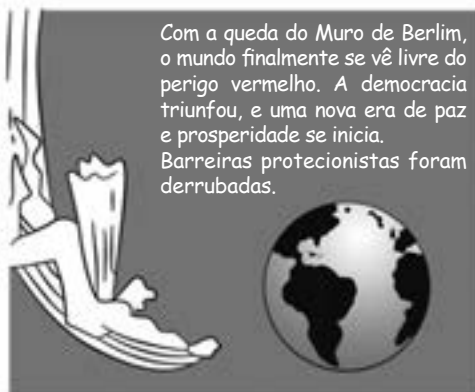 Com a queda do Muro de Berlim,
o mundo finalmente se vê livre do
perigo vermelho. A democracia
triunfou, e uma nova era de paz
e prosperidade se inicia.
Barreiras protecionistas foram
derrubadas.